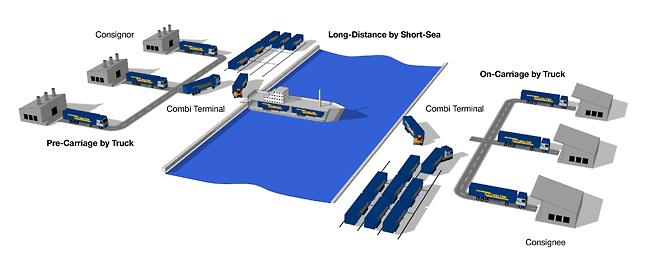 Consignor
Long-Distance by Short-Sea
On-Carriage by Truck
Combi Terminal
Combi Terminal
Pre-Carriage by Truck
Consignee